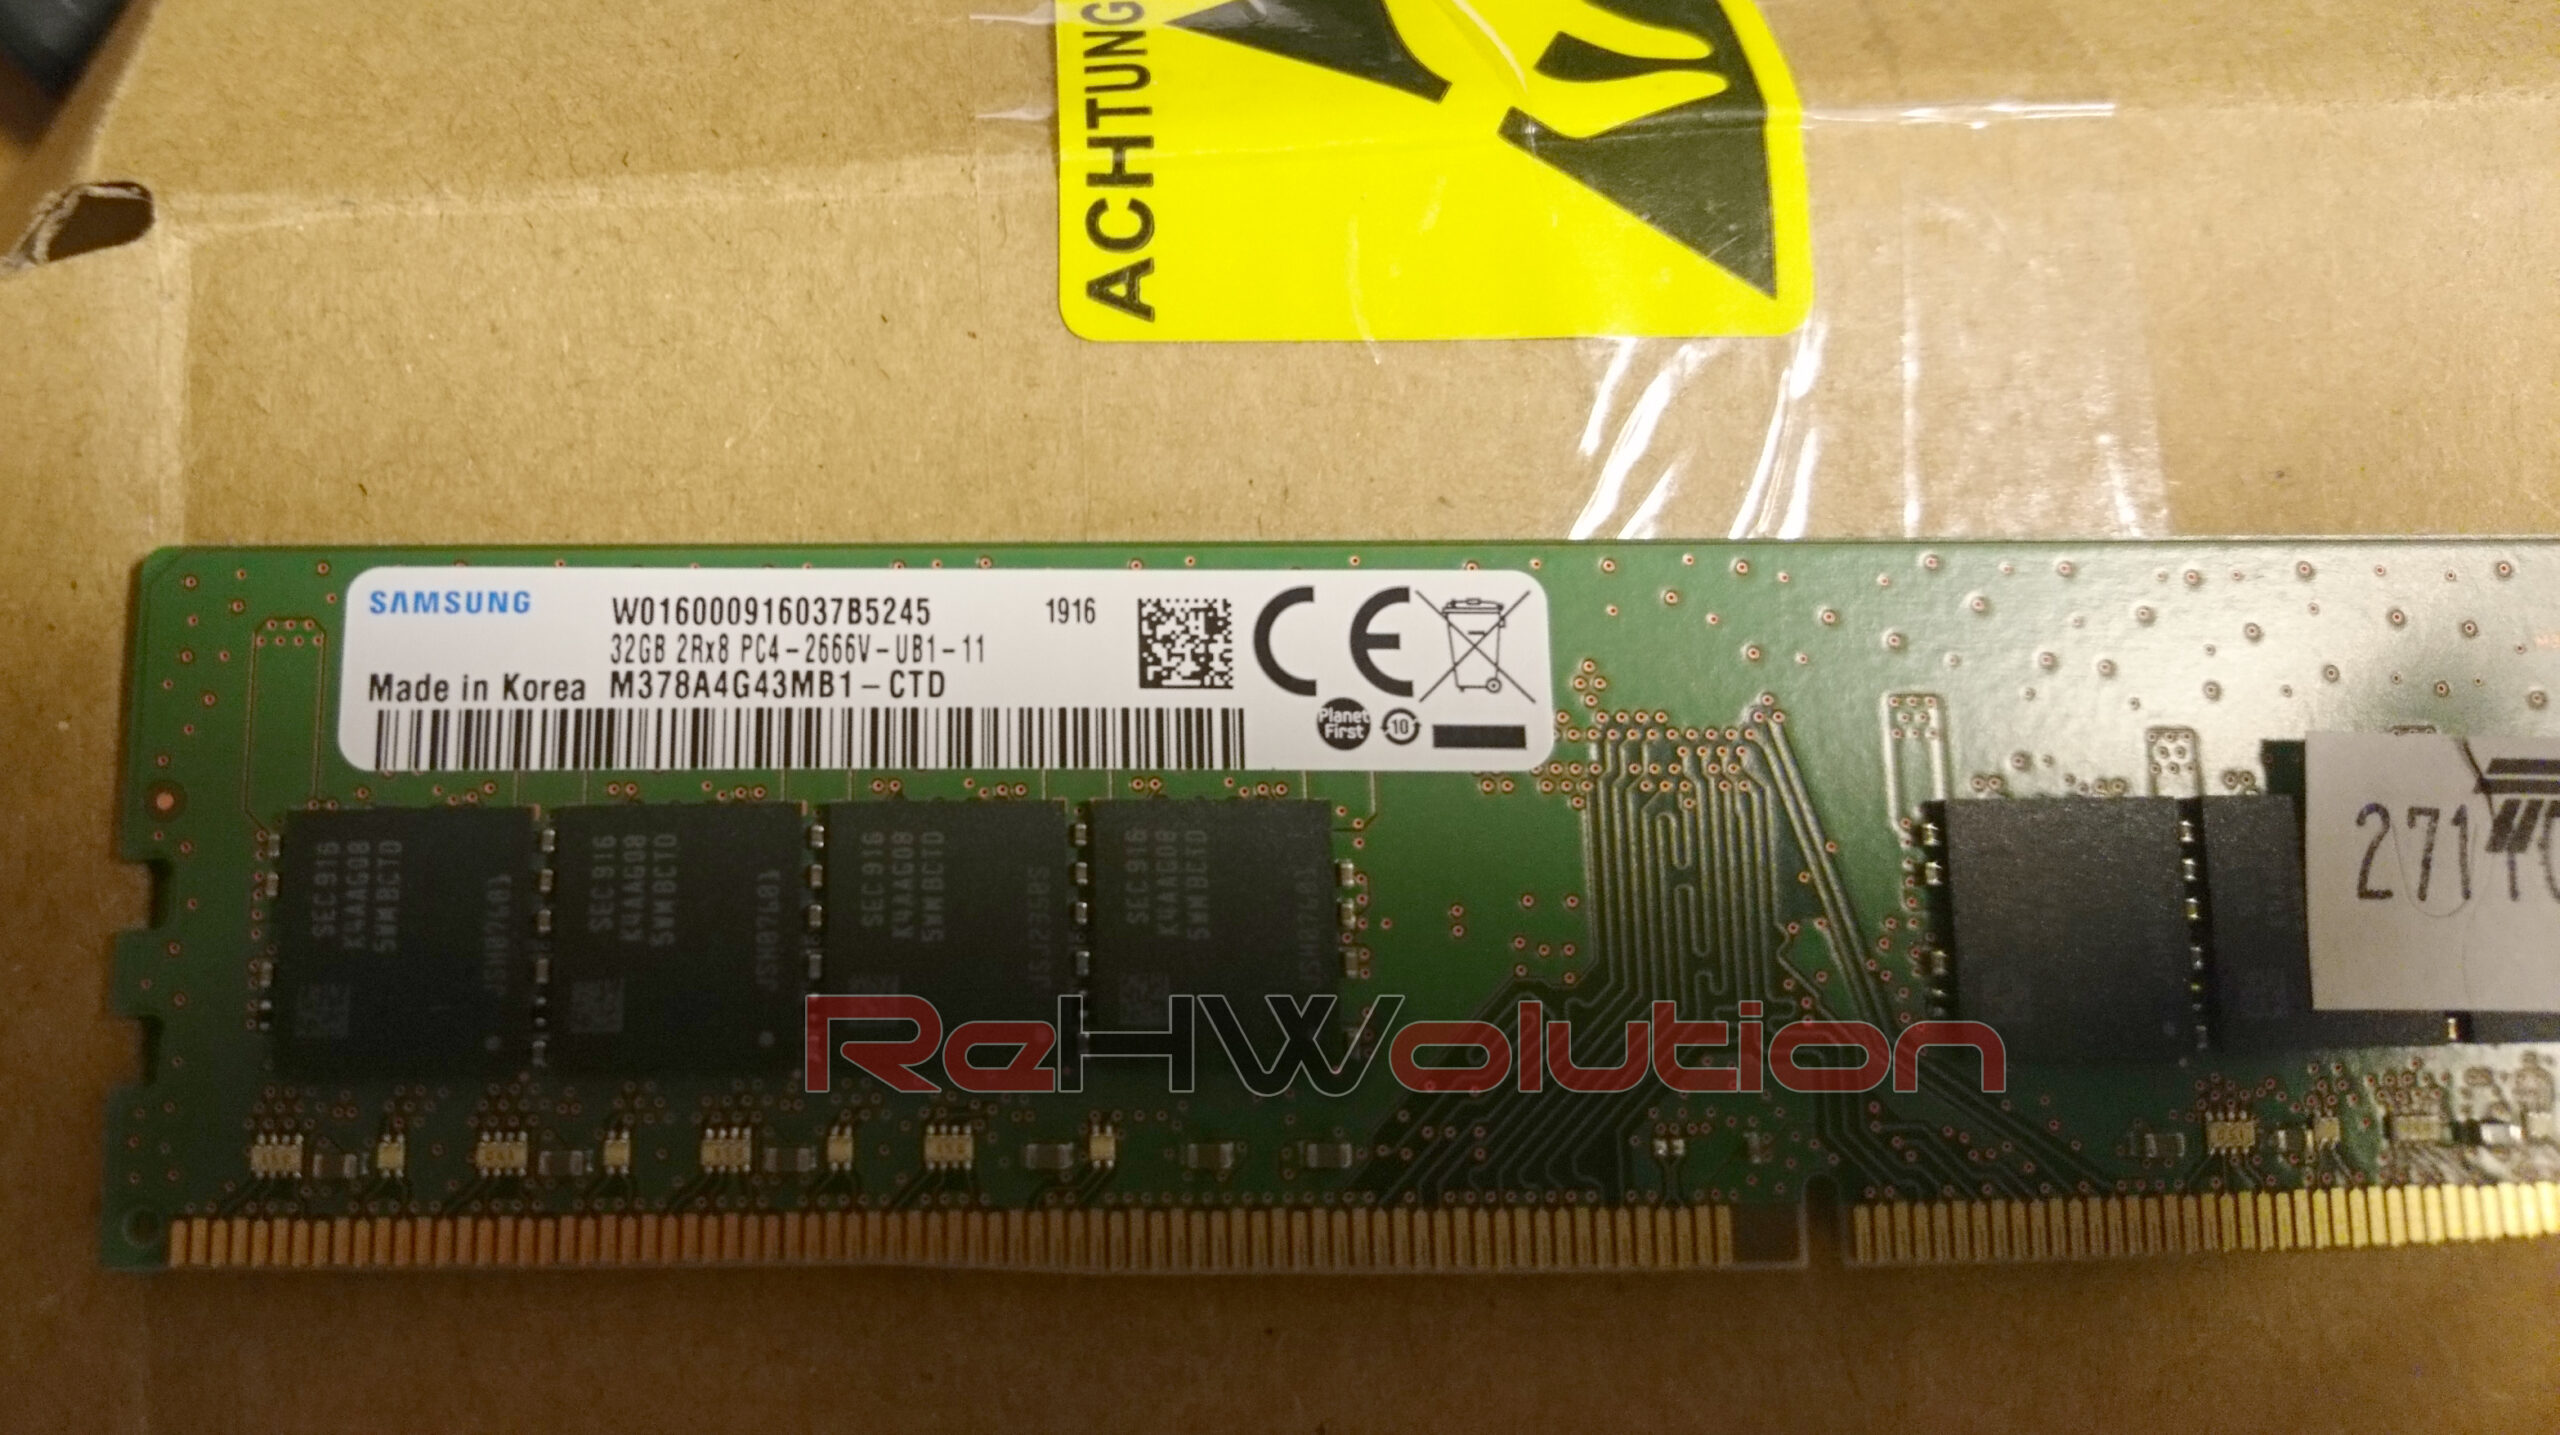 ACHTUNG
SAMSUNG
W016000916037B5245
1916
32GB 2Rx8 PC4-2666V-UB1-11
Made in Korea M378A4G43MB1-CTD
CE
Planet First
10
SEC 916
K4AAG08
5WMBCTD
SEC 916
K4AAG08
5WMBCTD
SEC 916
K4AAG08
5WMBCTD
SEC 916
K4AAG08
5WMBCTD
ReHWolution